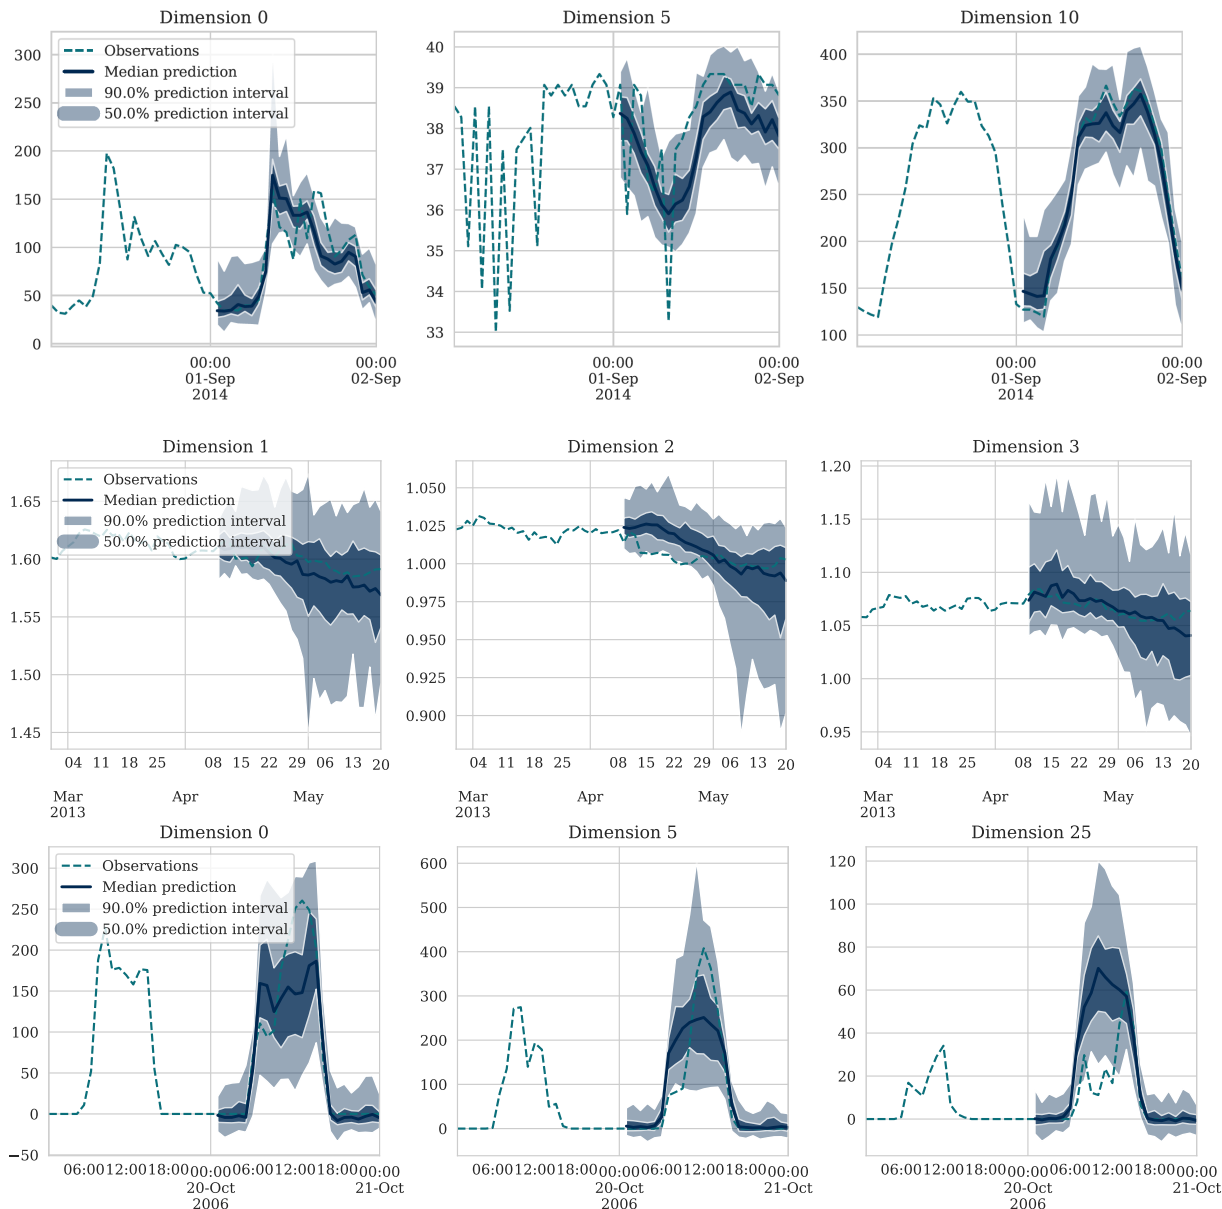 Dimension 0
Dimension 5
Dimension 10
Observations
Median prediction
90.0% prediction interval
50.0% prediction interval
300
250
200
150
100
50
0
40
39
38
37
36
35
34
33
400
350
300
250
200
150
100
00:00
01-Sep
2014
00:00
02-Sep
00:00
01-Sep
2014
00:00
02-Sep
00:00
01-Sep
2014
00:00
02-Sep
Dimension 1
Dimension 2
Dimension 3
Observations
Median prediction
90.0% prediction interval
50.0% prediction interval
1.65
1.60
1.55
1.50
1.45
1.050
1.025
1.000
0.975
0.950
0.925
0.900
1.20
1.15
1.10
1.05
1.00
0.95
04 11 18 25 08 15 22 29 06 13 20
Mar
2013
Apr
May
04 11 18 25 08 15 22 29 06 13 20
Mar
2013
Apr
May
04 11 18 25 08 15 22 29 06 13 20
Mar
2013
Apr
May
Dimension 0
Dimension 5
Dimension 25
Observations
Median prediction
90.0% prediction interval
50.0% prediction interval
300
250
200
150
100
50
0
−50
600
500
400
300
200
100
0
120
100
80
60
40
20
0
06:00 12:00 18:00 00:00 06:00 12:00 18:00 00:00
20-Oct
2006
21-Oct
06:00 12:00 18:00 00:00 06:00 12:00 18:00 00:00
20-Oct
2006
21-Oct
06:00 12:00 18:00 00:00 06:00 12:00 18:00 00:00
20-Oct
2006
21-Oct